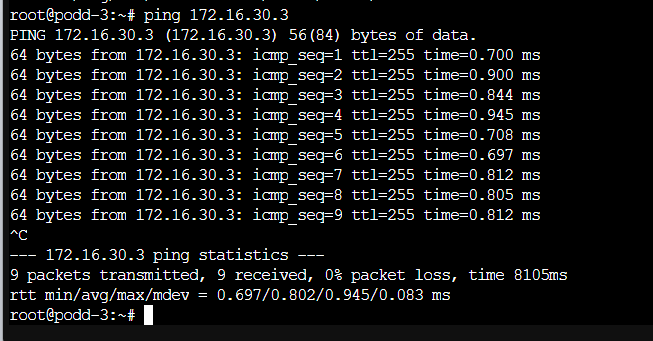 root@podd-3:~# ping 172.16.30.3
PING 172.16.30.3 (172.16.30.3) 56(84) bytes of data.
64 bytes from 172.16.30.3: icmp_seq=1 ttl=255 time=0.700 ms
64 bytes from 172.16.30.3: icmp_seq=2 ttl=255 time=0.900 ms
64 bytes from 172.16.30.3: icmp_seq=3 ttl=255 time=0.844 ms
64 bytes from 172.16.30.3: icmp_seq=4 ttl=255 time=0.945 ms
64 bytes from 172.16.30.3: icmp_seq=5 ttl=255 time=0.708 ms
64 bytes from 172.16.30.3: icmp_seq=6 ttl=255 time=0.697 ms
64 bytes from 172.16.30.3: icmp_seq=7 ttl=255 time=0.812 ms
64 bytes from 172.16.30.3: icmp_seq=8 ttl=255 time=0.805 ms
64 bytes from 172.16.30.3: icmp_seq=9 ttl=255 time=0.812 ms
^C
--- 172.16.30.3 ping statistics ---
9 packets transmitted, 9 received, 0% packet loss, time 8105ms
rtt min/avg/max/mdev = 0.697/0.802/0.945/0.083 ms
root@podd-3:~#